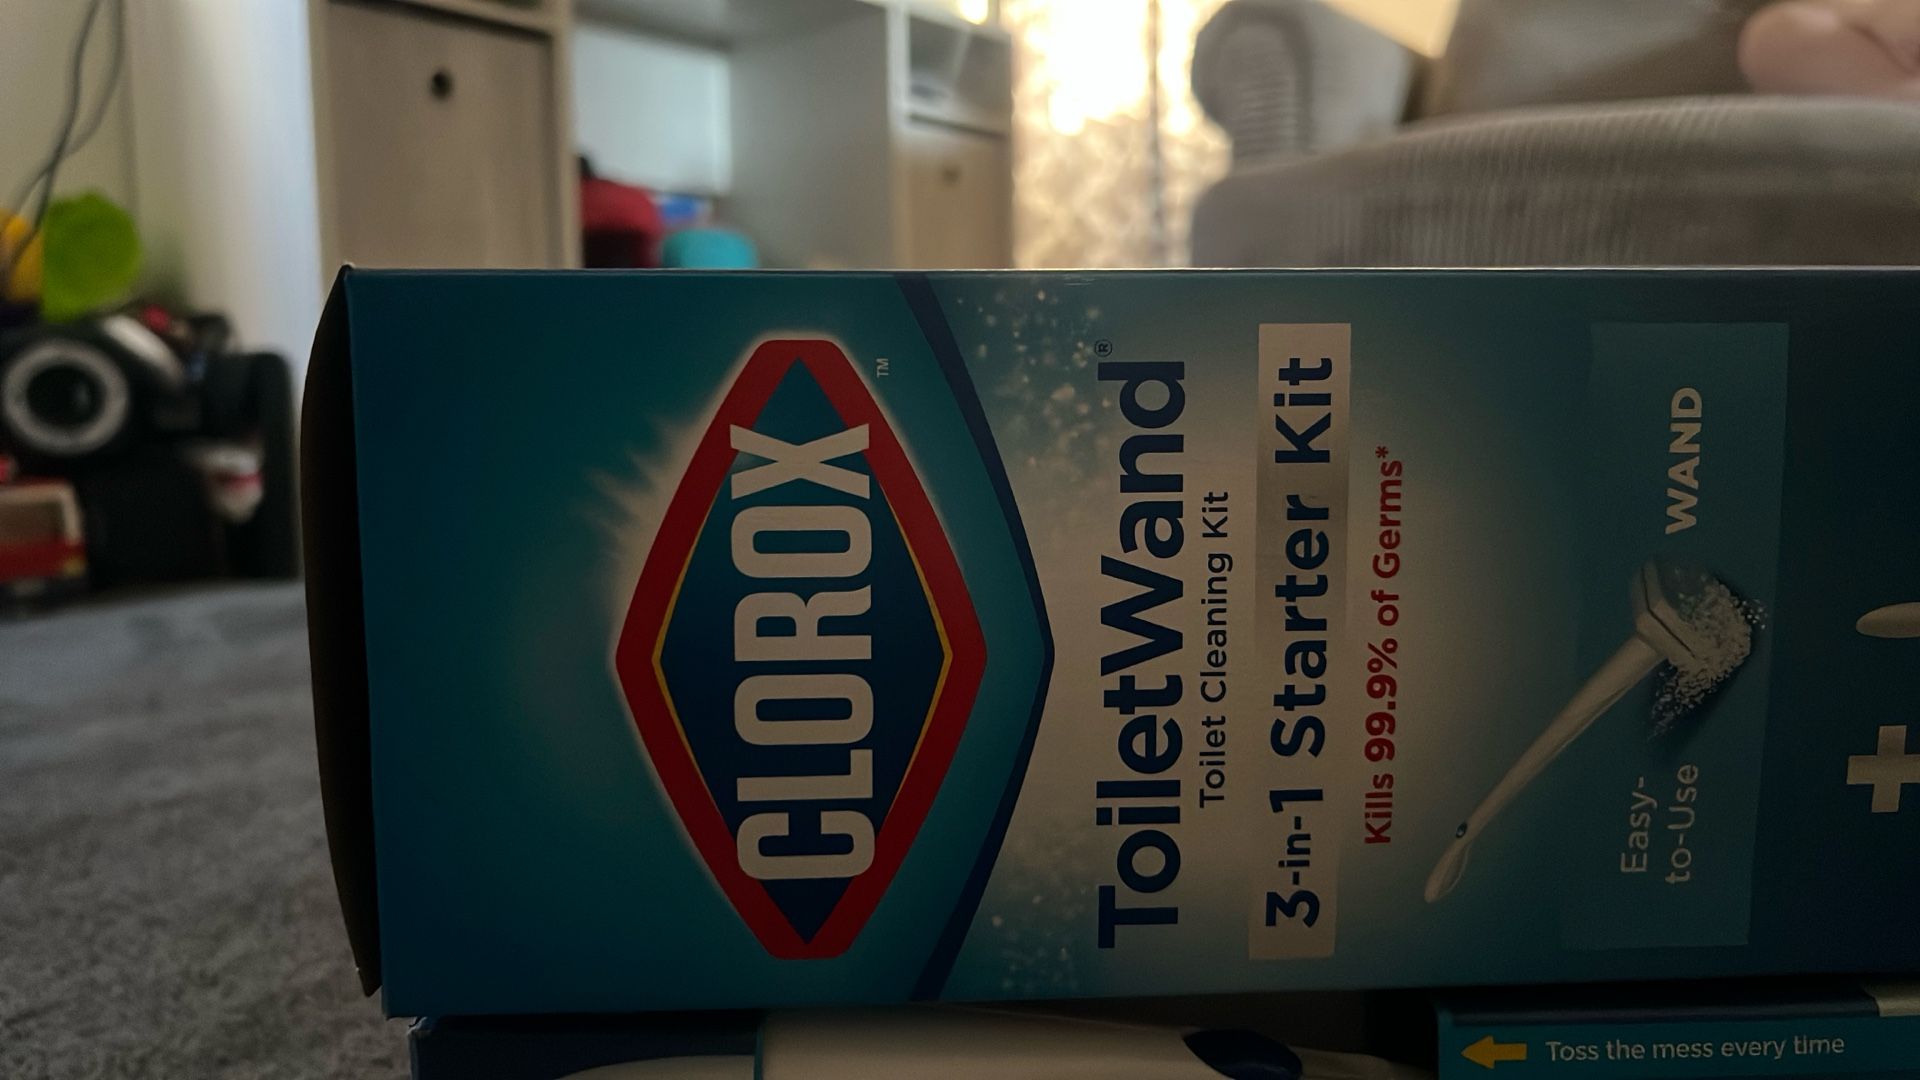 CLOROX
™
ToiletWand®
Toilet Cleaning Kit
3-in-1 Starter Kit
Kills 99.9% of Germs*
Easy-
to-Use
WAND
+
Toss the mess every time